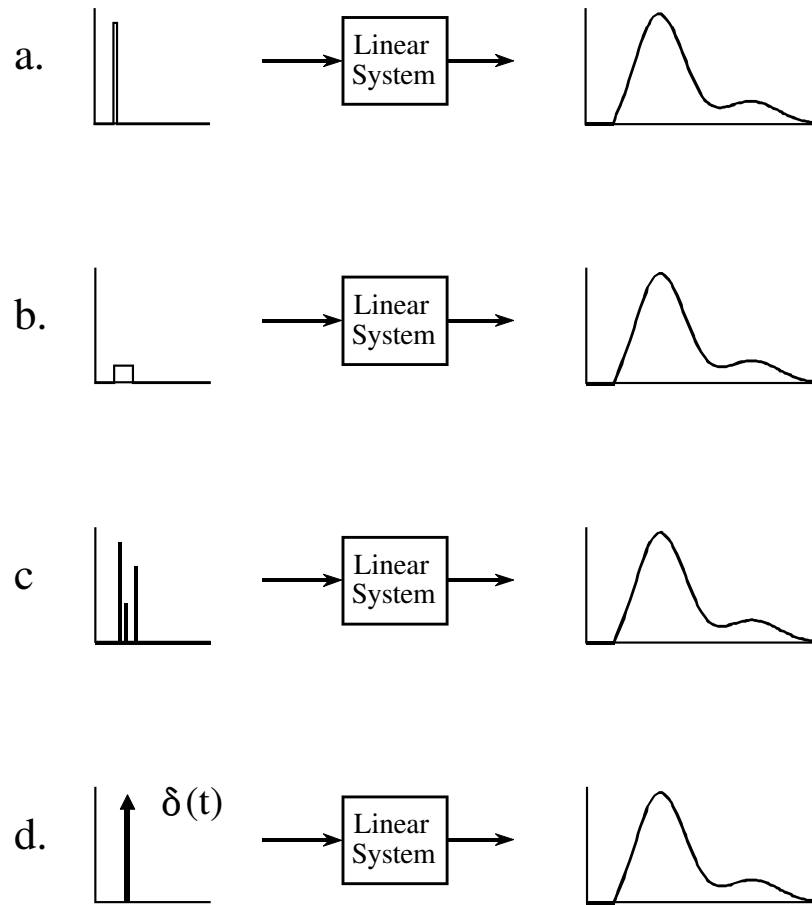 a.
Linear
System
b.
Linear
System
c
Linear
System
d.
δ(t)
Linear
System